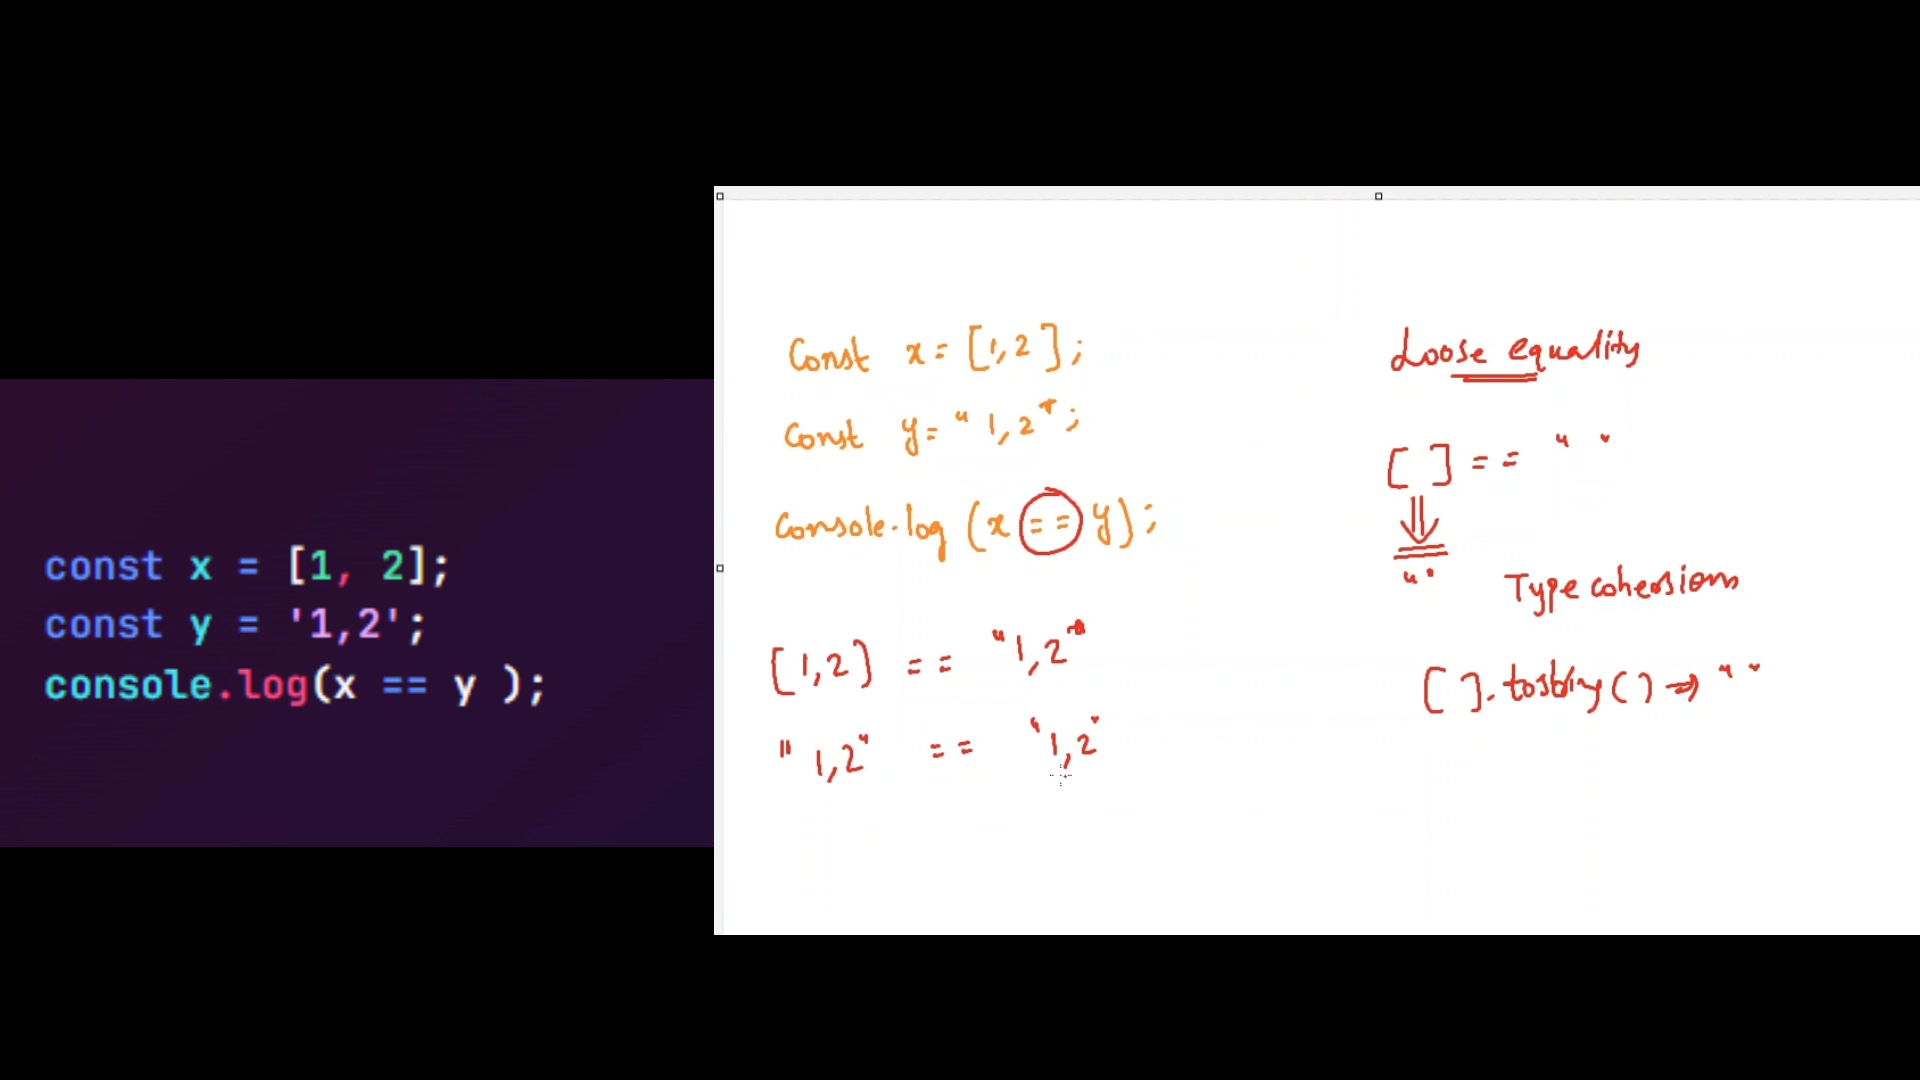 const x = [1, 2];
const y = '1,2';
console.log(x == y );
Const x = [1,2];
Const y = "1,2";
Console.log (x == y);
[1,2] == "1,2"
"1,2" == "1,2"
Loose equality
[ ] == " "
""
Type cohersions
[ ].tostring() → " "